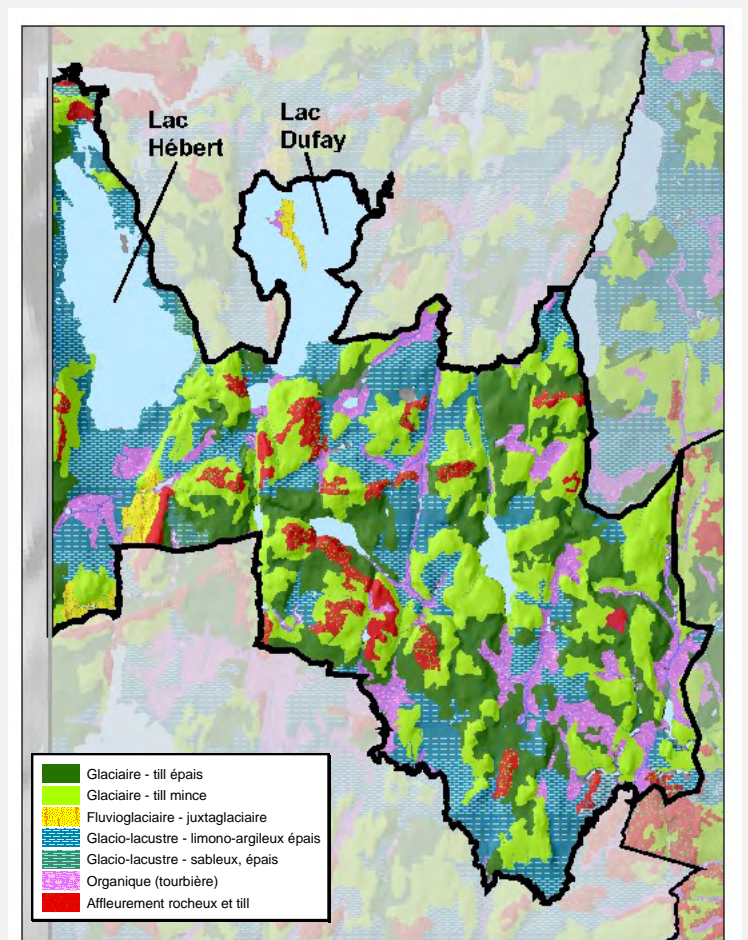 Lac
Hébert
Lac
Dufay
Glaciaire - till épais
Glaciaire - till mince
Fluvioglaciaire - juxtaglaciaire
Glacio-lacustre - limono-argileux épais
Glacio-lacustre - sableux, épais
Organique (tourbière)
Affleurement rocheux et till